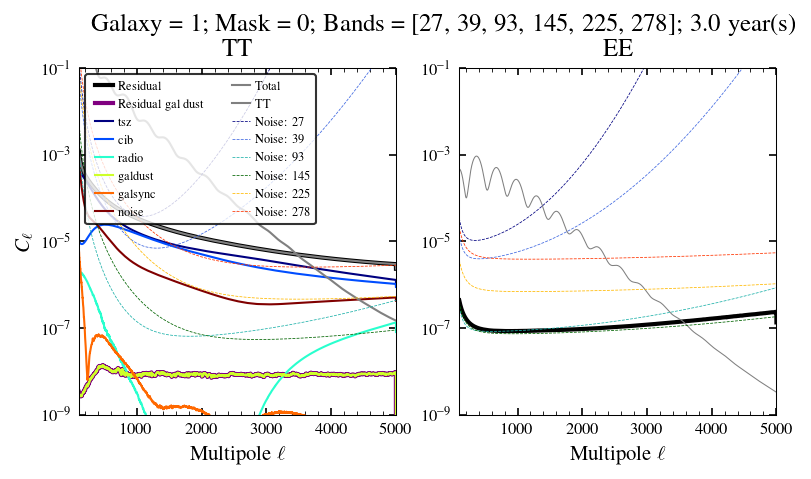 Galaxy = 1; Mask = 0; Bands = [27, 39, 93, 145, 225, 278]; 3.0 year(s)
TT
EE
10⁻¹
10⁻³
10⁻⁵
10⁻⁷
10⁻⁹
C_ℓ
Residual
Residual gal dust
tsz
cib
radio
galdust
galsync
noise
Total
TT
Noise: 27
Noise: 39
Noise: 93
Noise: 145
Noise: 225
Noise: 278
1000 2000 3000 4000 5000
Multipole ℓ
10⁻¹
10⁻³
10⁻⁵
10⁻⁷
10⁻⁹
1000 2000 3000 4000 5000
Multipole ℓ